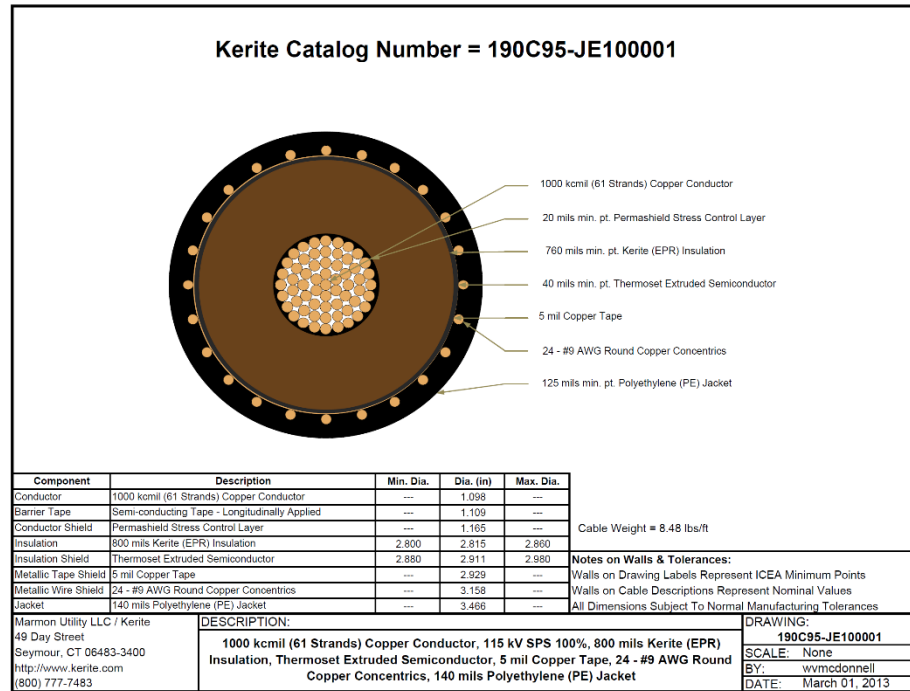 Kerite Catalog Number = 190C95-JE100001
1000 kcmil (61 Strands) Copper Conductor
20 mils min. pt. Permashield Stress Control Layer
760 mils min. pt. Kerite (EPR) Insulation
40 mils min. pt. Thermoset Extruded Semiconductor
5 mil Copper Tape
24 - #9 AWG Round Copper Concentrics
125 mils min. pt. Polyethylene (PE) Jacket
Component Description Min. Dia. Dia. (in) Max. Dia.
Conductor 1000 kcmil (61 Strands) Copper Conductor --- 1.098 ---
Barrier Tape Semi-conducting Tape - Longitudinally Applied --- 1.109 ---
Conductor Shield Permashield Stress Control Layer --- 1.165 ---
Insulation 800 mils Kerite (EPR) Insulation 2.800 2.815 2.860
Insulation Shield Thermoset Extruded Semiconductor 2.880 2.911 2.980
Metallic Tape Shield 5 mil Copper Tape --- 2.929 ---
Metallic Wire Shield 24 - #9 AWG Round Copper Concentrics --- 3.158 ---
Jacket 140 mils Polyethylene (PE) Jacket --- 3.466 ---
Cable Weight = 8.48 lbs/ft
Notes on Walls & Tolerances:
Walls on Drawing Labels Represent ICEA Minimum Points
Walls on Cable Descriptions Represent Nominal Values
All Dimensions Subject To Normal Manufacturing Tolerances
Marmon Utility LLC / Kerite
49 Day Street
Seymour, CT 06483-3400
http://www.kerite.com
(800) 777-7483
DESCRIPTION:
1000 kcmil (61 Strands) Copper Conductor, 115 kV SPS 100%, 800 mils Kerite (EPR)
Insulation, Thermoset Extruded Semiconductor, 5 mil Copper Tape, 24 - #9 AWG Round
Copper Concentrics, 140 mils Polyethylene (PE) Jacket
DRAWING:
190C95-JE100001
SCALE: None
BY: wvmcdonnell
DATE: March 01, 2013